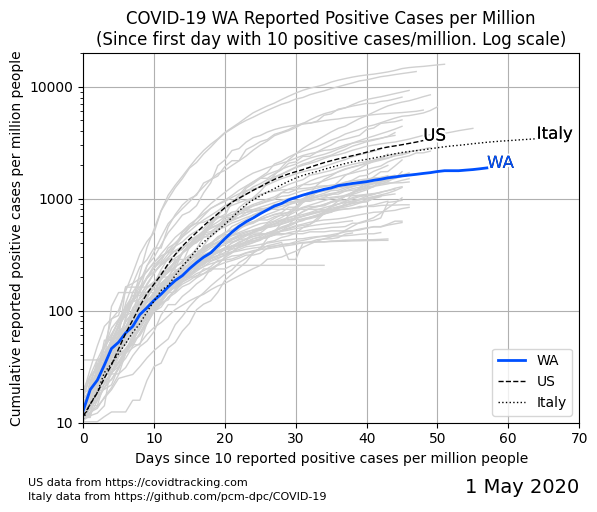 COVID-19 WA Reported Positive Cases per Million
(Since first day with 10 positive cases/million. Log scale)
Cumulative reported positive cases per million people
10000
1000
100
10
US
Italy
WA
WA
US
Italy
0 10 20 30 40 50 60 70
Days since 10 reported positive cases per million people
US data from https://covidtracking.com
Italy data from https://github.com/pcm-dpc/COVID-19
1 May 2020